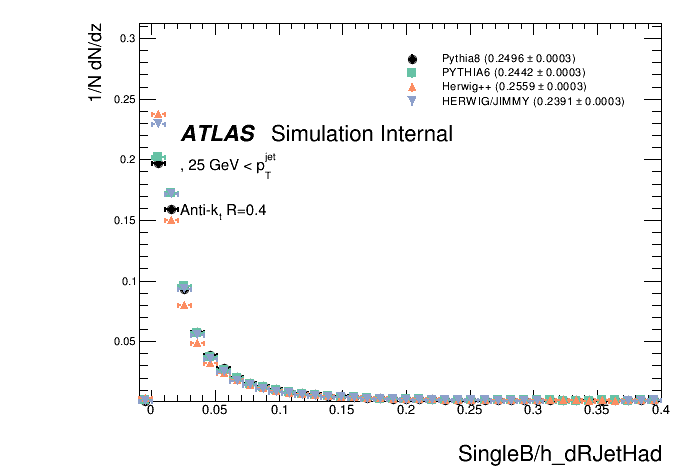 1/N dN/dz
0.3
0.25
0.2
0.15
0.1
0.05
Pythia8 (0.2496 ± 0.0003)
PYTHIA6 (0.2442 ± 0.0003)
Herwig++ (0.2559 ± 0.0003)
HERWIG/JIMMY (0.2391 ± 0.0003)
ATLAS Simulation Internal
, 25 GeV < p_T^jet
Anti-k_t R=0.4
0 0.05 0.1 0.15 0.2 0.25 0.3 0.35 0.4
SingleB/h_dRJetHad